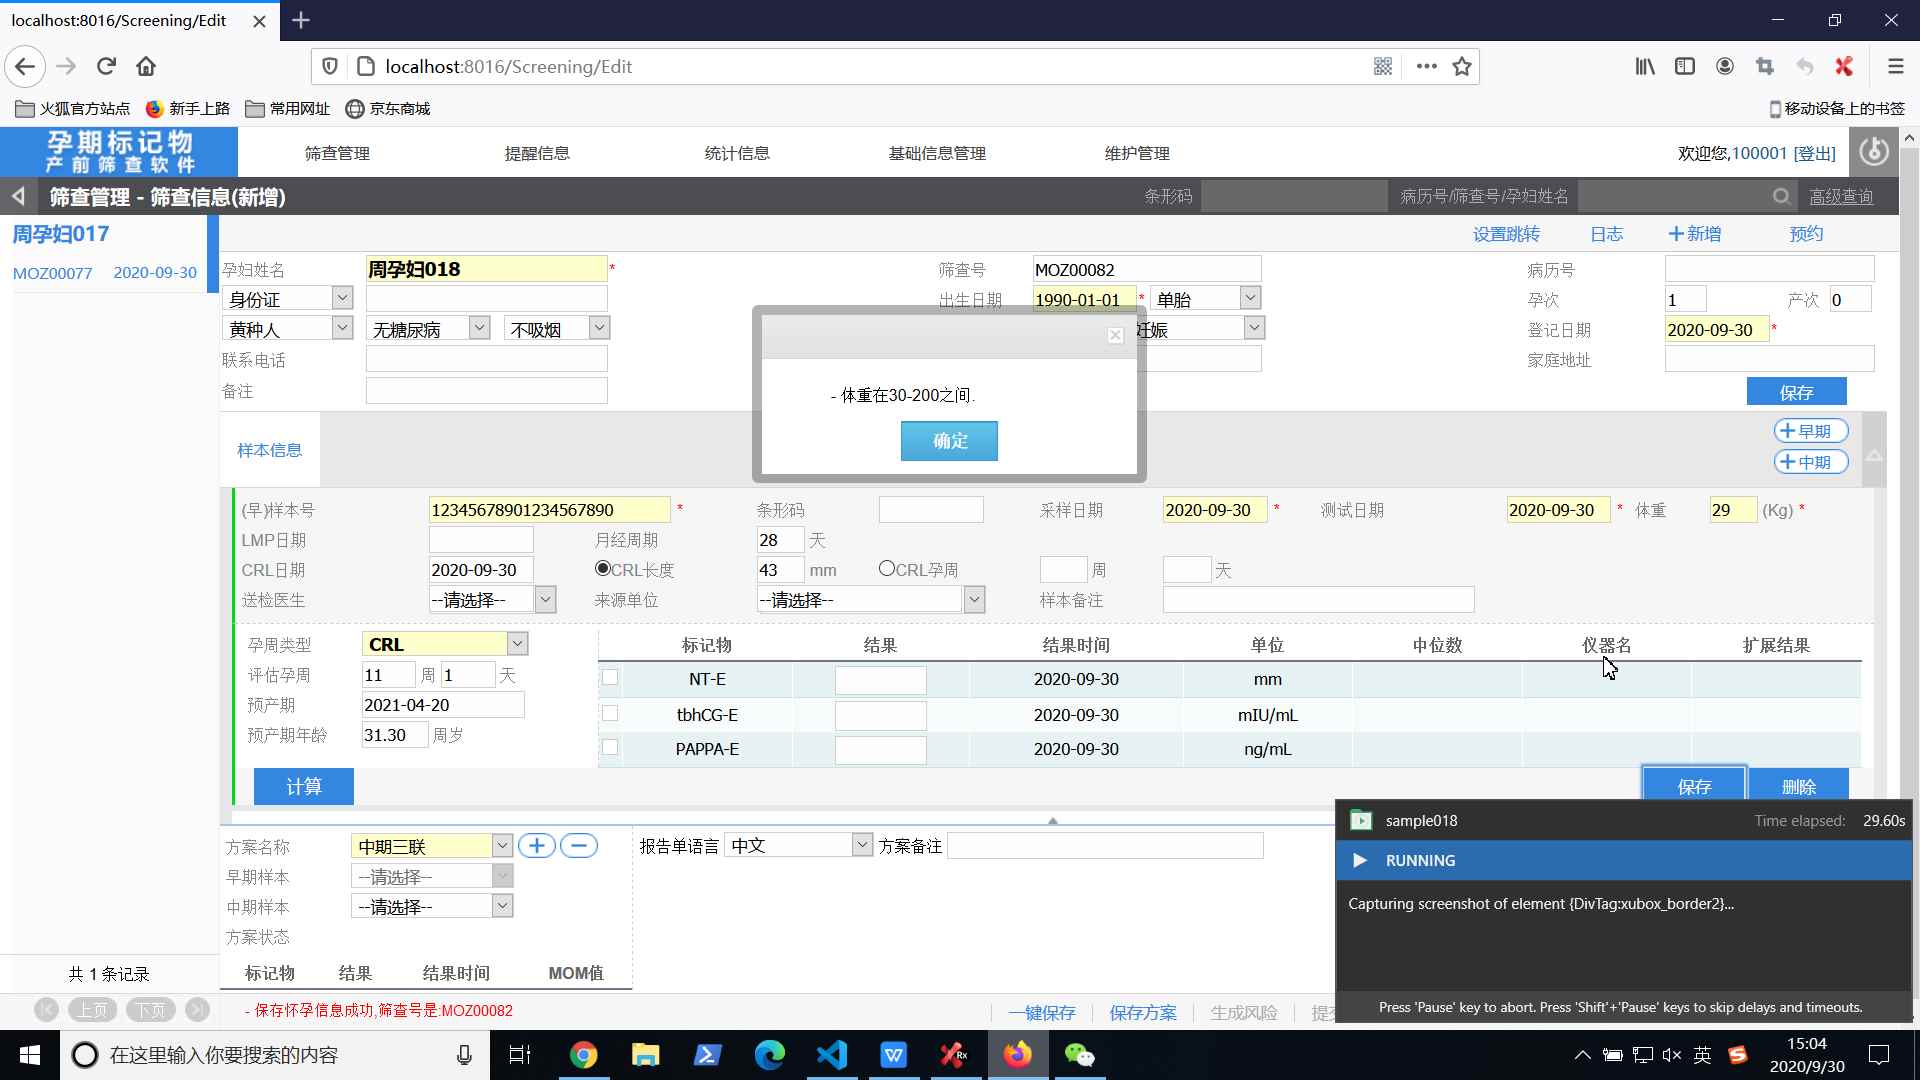 localhost:8016/Screening/Edit
localhost:8016/Screening/Edit
火狐官方站点 新手上路 常用网址 京东商城 移动设备上的书签
孕期标记物
产前筛查软件
筛查管理 提醒信息 统计信息 基础信息管理 维护管理 欢迎您,100001 [登出]
筛查管理 - 筛查信息(新增) 条形码 病历号/筛查号/孕妇姓名 高级查询
周孕妇017
MOZ00077 2020-09-30
设置跳转 日志 新增 预约
孕妇姓名 周孕妇018 * 筛查号 MOZ00082 病历号
身份证 出生日期 1990-01-01 * 单胎 孕次 1 产次 0
黄种人 无糖尿病 不吸烟 妊娠 登记日期 2020-09-30 *
联系电话 家庭地址
备注 保存
- 体重在30-200之间.
确定
样本信息 早期
中期
(早)样本号 12345678901234567890 * 条形码 采样日期 2020-09-30 * 测试日期 2020-09-30 * 体重 29 (Kg) *
LMP日期 月经周期 28 天
CRL日期 2020-09-30 CRL长度 43 mm CRL孕周 周 天
送检医生 --请选择-- 来源单位 --请选择-- 样本备注
孕周类型 CRL 标记物 结果 结果时间 单位 中位数 仪器名 扩展结果
评估孕周 11 周 1 天 NT-E 2020-09-30 mm
预产期 2021-04-20 tbhCG-E 2020-09-30 mIU/mL
预产期年龄 31.30 周岁 PAPPA-E 2020-09-30 ng/mL
计算 保存 删除
方案名称 中期三联 报告单语言 中文 方案备注
早期样本 --请选择--
中期样本 --请选择--
方案状态
标记物 结果 结果时间 MOM值
共 1 条记录
上页 下页 - 保存怀孕信息成功,筛查号是:MOZ00082 一键保存 保存方案 生成风险
sample018 Time elapsed: 29.60s
RUNNING
Capturing screenshot of element {DivTag:xubox_border2}...
Press 'Pause' key to abort. Press 'Shift'+'Pause' keys to skip delays and timeouts.
在这里输入你要搜索的内容 英 15:04
2020/9/30